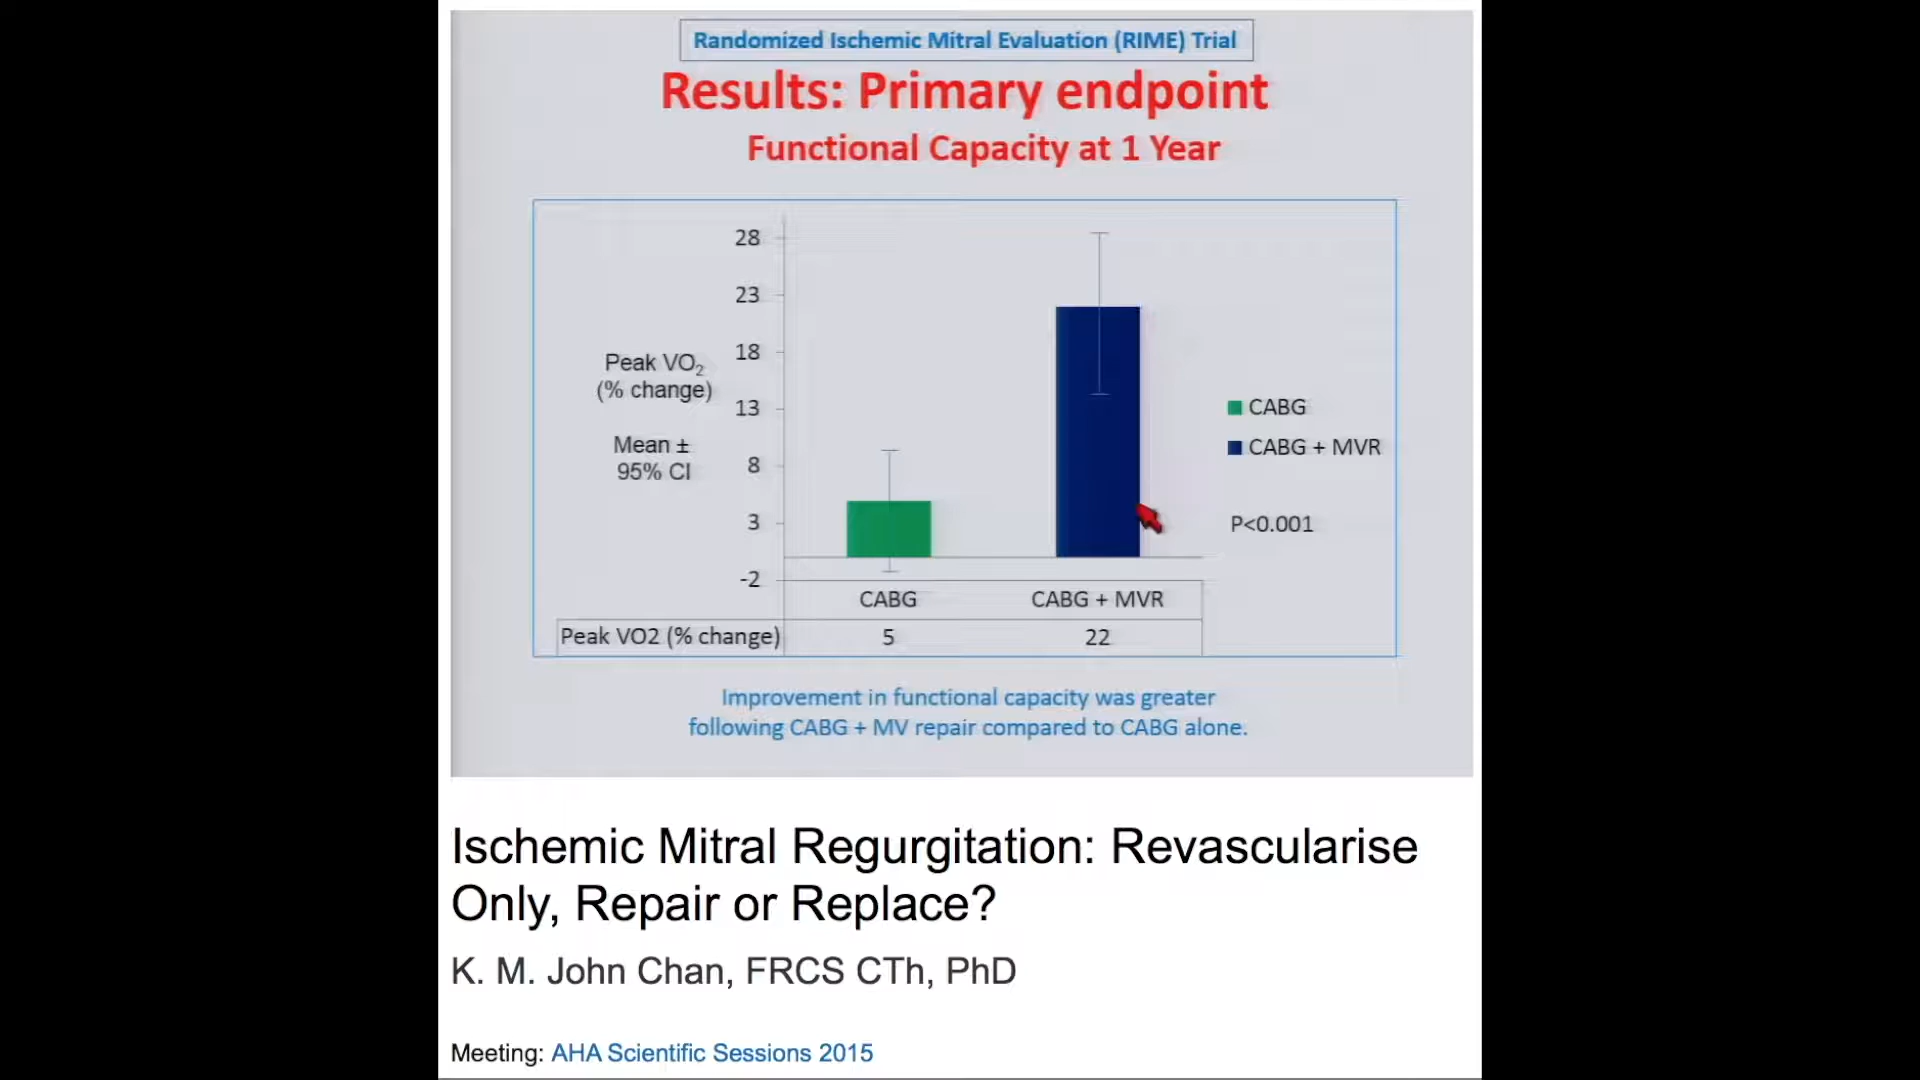 Randomized Ischemic Mitral Evaluation (RIME) Trial
Results: Primary endpoint
Functional Capacity at 1 Year
28
23
18
13
8
3
-2
Peak VO₂
(% change)
Mean ±
95% CI
CABG
CABG + MVR
P<0.001
CABG CABG + MVR
Peak VO2 (% change) 5 22
Improvement in functional capacity was greater
following CABG + MV repair compared to CABG alone.
Ischemic Mitral Regurgitation: Revascularise
Only, Repair or Replace?
K. M. John Chan, FRCS CTh, PhD
Meeting: AHA Scientific Sessions 2015